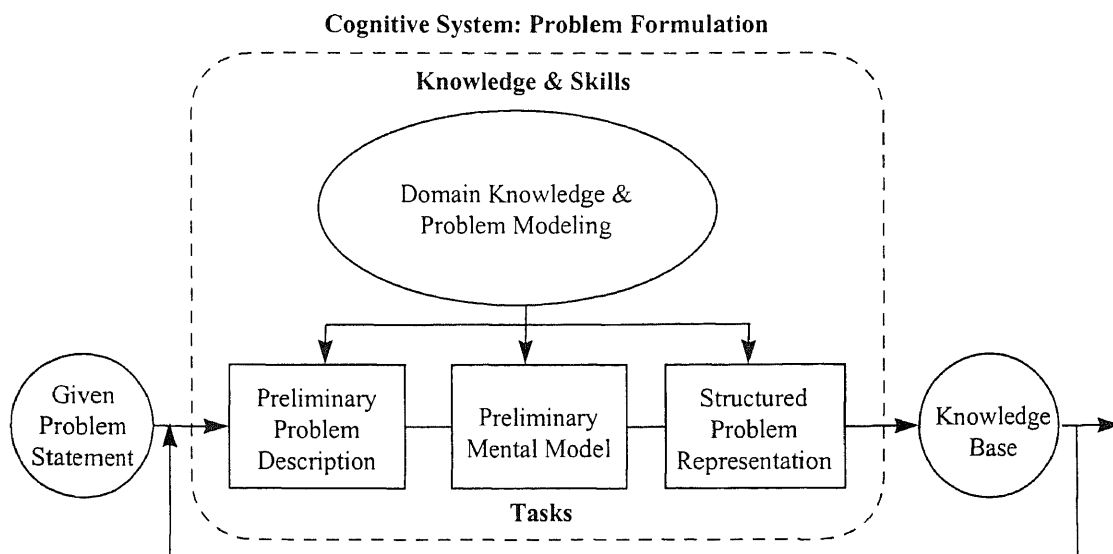 Cognitive System: Problem Formulation
Knowledge & Skills
Domain Knowledge &
Problem Modeling
Given
Problem
Statement
Preliminary
Problem
Description
Preliminary
Mental Model
Structured
Problem
Representation
Knowledge
Base
Tasks